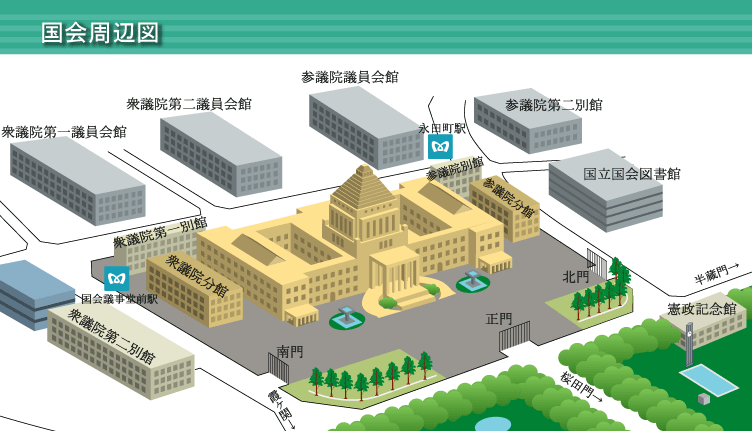 国会周辺図
参議院議員会館
衆議院第二議員会館
参議院第二別館
衆議院第一議員会館
永田町駅
参議院別館
国立国会図書館
参議院分館
衆議院第一別館
衆議院分館
国会議事堂前駅
北門
半蔵門→
憲政記念館
衆議院第二別館
正門
南門
桜田門→
霞ヶ関→